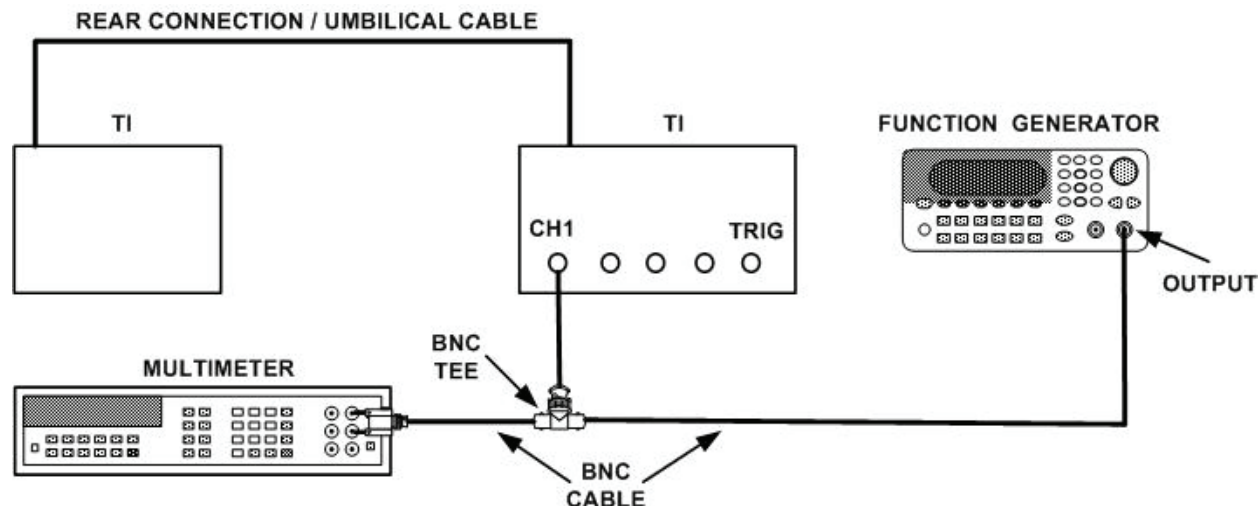 REAR CONNECTION / UMBILICAL CABLE
TI
TI
FUNCTION GENERATOR
CH1
TRIG
OUTPUT
BNC
TEE
MULTIMETER
BNC
CABLE